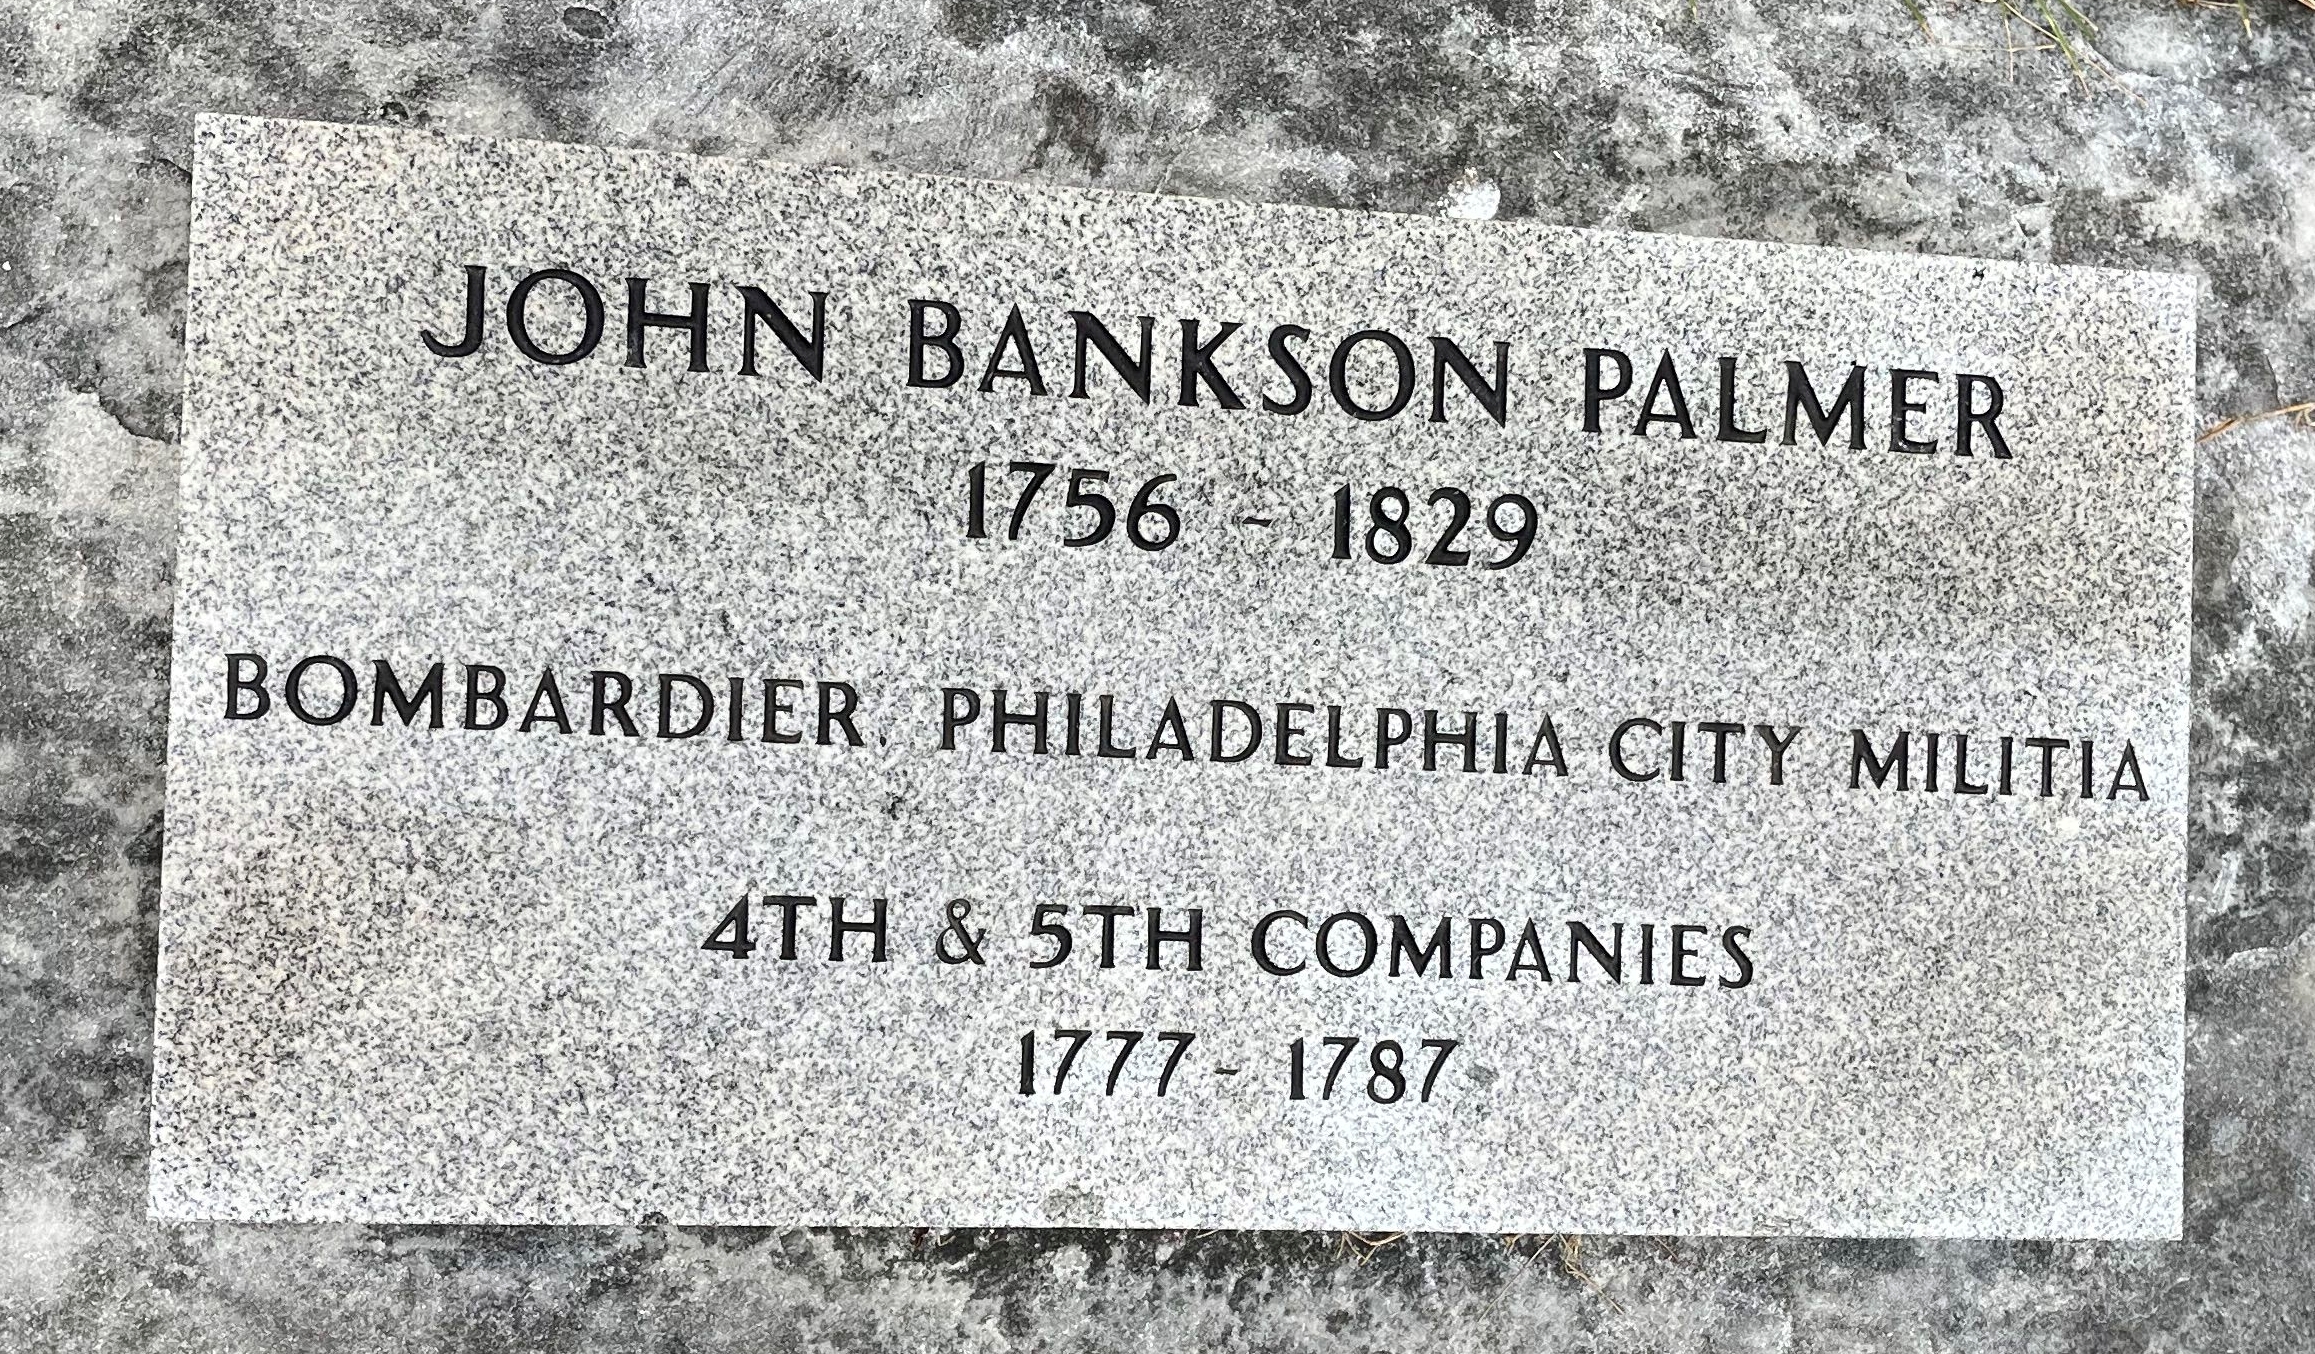 JOHN BANKSON PALMER
1756 - 1829
BOMBARDIER, PHILADELPHIA CITY MILITIA
4TH & 5TH COMPANIES
1777 - 1787